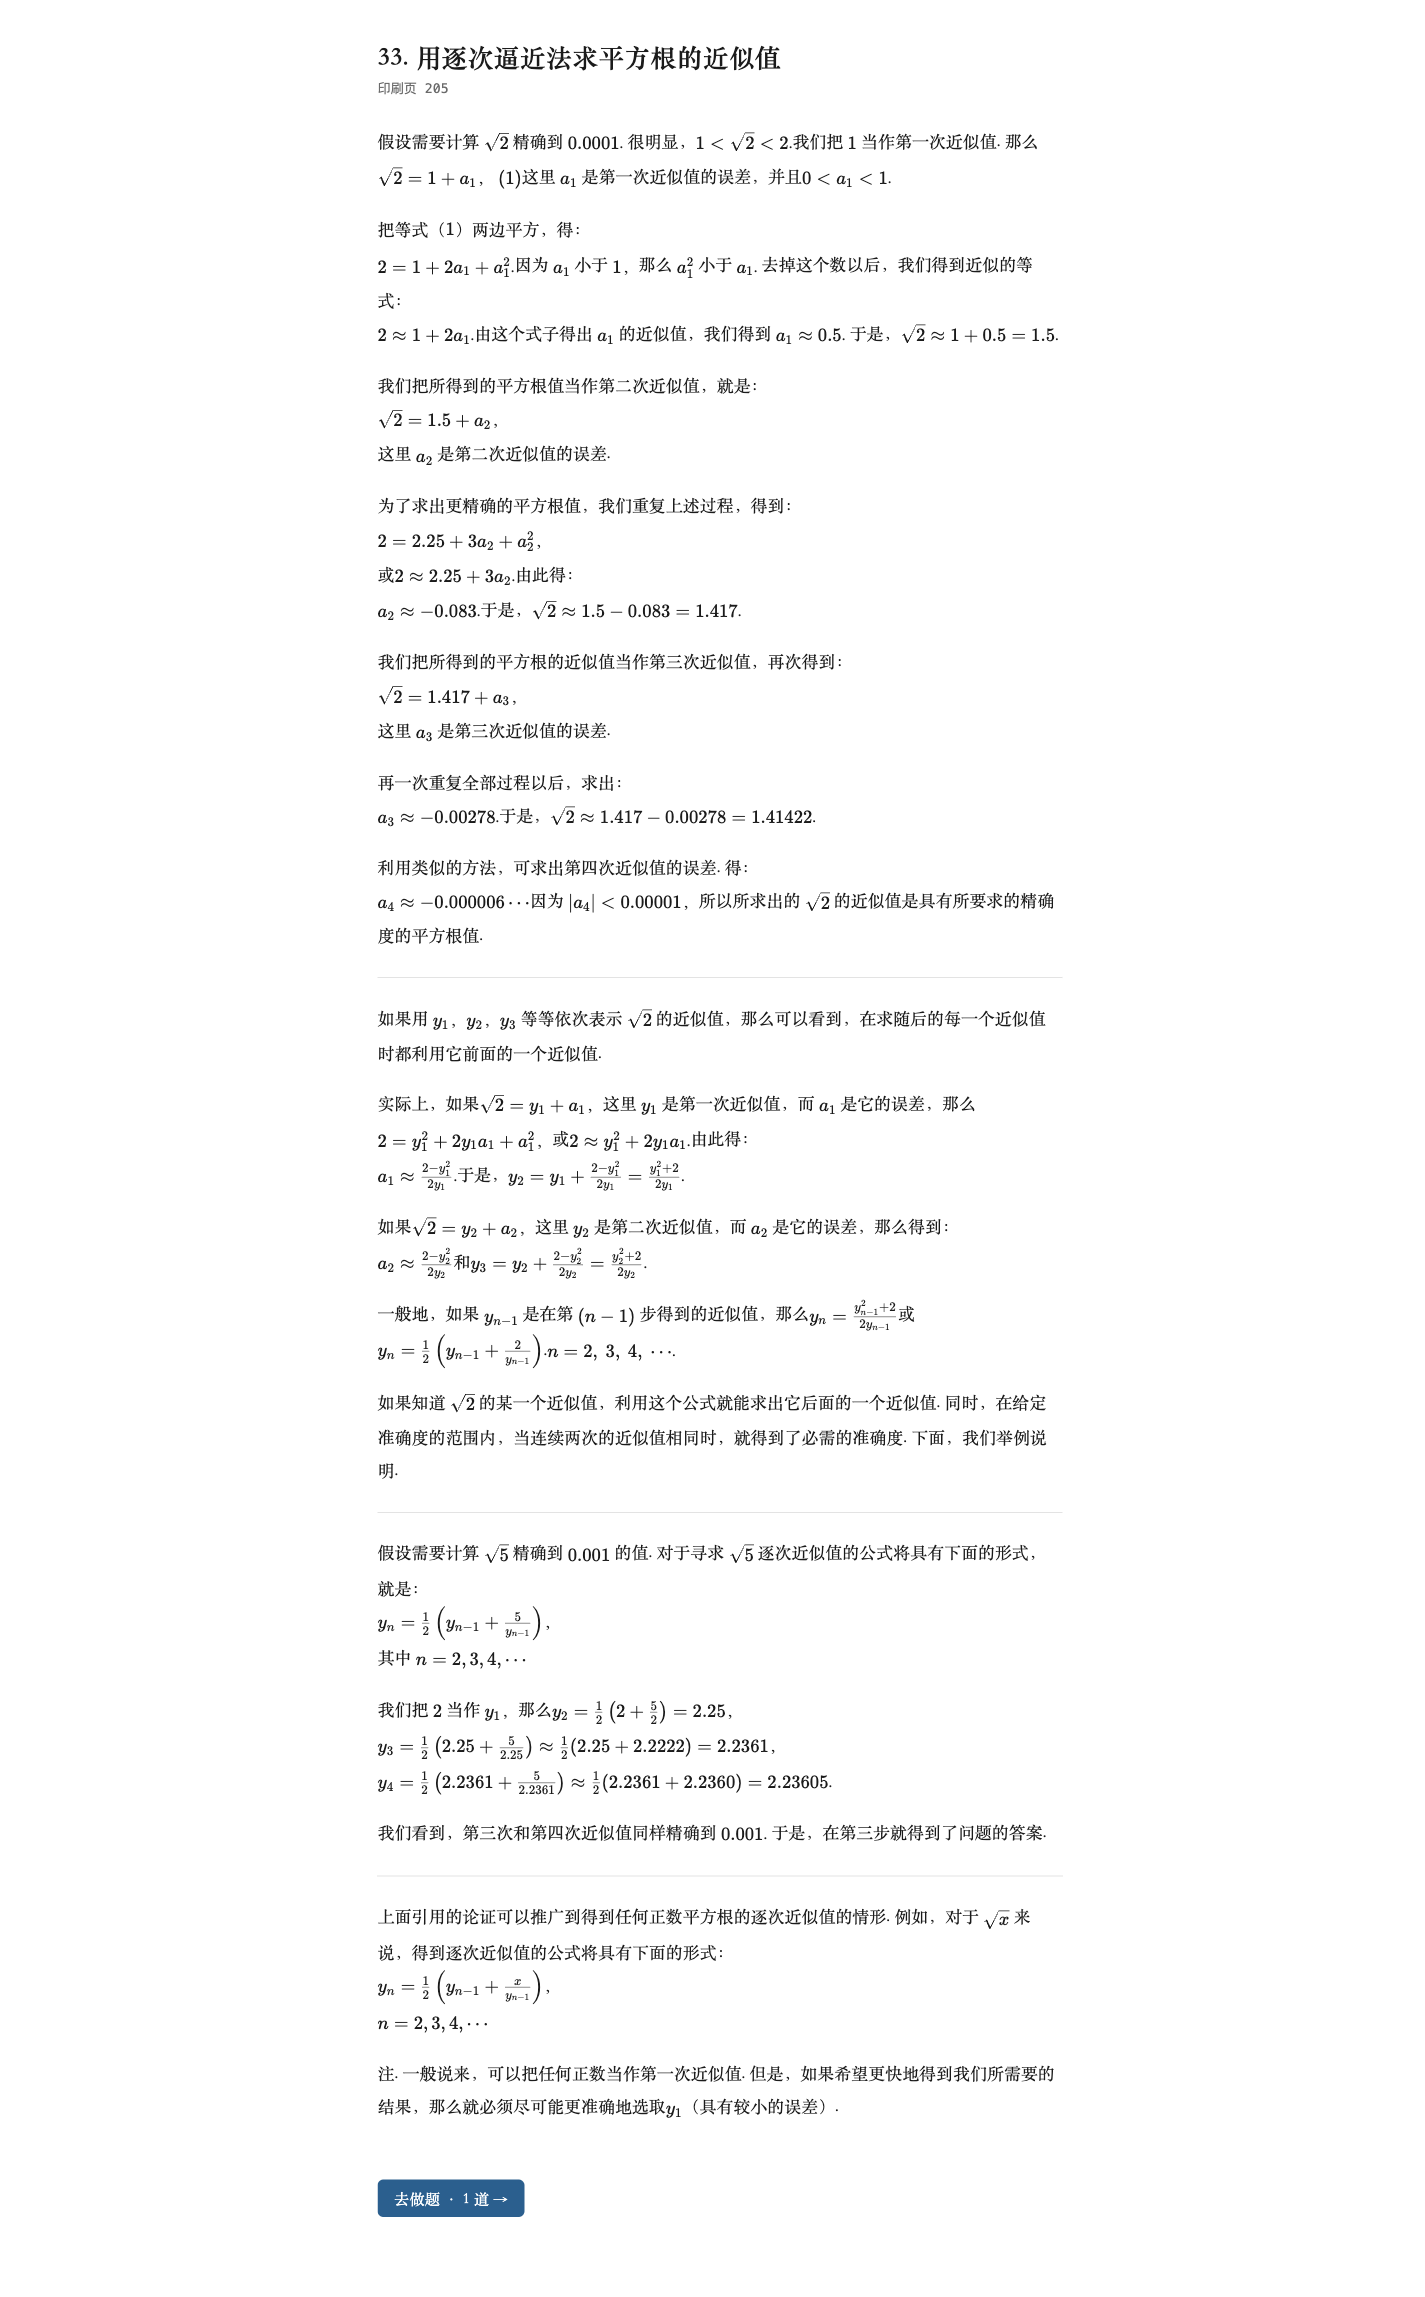 33. 用逐次逼近法求平方根的近似值
印刷页 205
假设需要计算 √2 精确到 0.0001. 很明显，1 < √2 < 2.我们把 1 当作第一次近似值. 那么
√2 = 1 + a₁， (1)这里 a₁ 是第一次近似值的误差，并且0 < a₁ < 1.
把等式（1）两边平方，得：
2 = 1 + 2a₁ + a₁².因为 a₁ 小于 1，那么 a₁² 小于 a₁. 去掉这个数以后，我们得到近似的等
式：
2 ≈ 1 + 2a₁.由这个式子得出 a₁ 的近似值，我们得到 a₁ ≈ 0.5. 于是，√2 ≈ 1 + 0.5 = 1.5.
我们把所得到的平方根值当作第二次近似值，就是：
√2 = 1.5 + a₂，
这里 a₂ 是第二次近似值的误差.
为了求出更精确的平方根值，我们重复上述过程，得到：
2 = 2.25 + 3a₂ + a₂²，
或2 ≈ 2.25 + 3a₂.由此得：
a₂ ≈ −0.083.于是，√2 ≈ 1.5 − 0.083 = 1.417.
我们把所得到的平方根的近似值当作第三次近似值，再次得到：
√2 = 1.417 + a₃，
这里 a₃ 是第三次近似值的误差.
再一次重复全部过程以后，求出：
a₃ ≈ −0.00278.于是，√2 ≈ 1.417 − 0.00278 = 1.41422.
利用类似的方法，可求出第四次近似值的误差. 得：
a₄ ≈ −0.000006⋯因为 |a₄| < 0.00001，所以所求出的 √2 的近似值是具有所要求的精确
度的平方根值.
如果用 y₁，y₂，y₃ 等等依次表示 √2 的近似值，那么可以看到，在求随后的每一个近似值
时都利用它前面的一个近似值.
实际上，如果√2 = y₁ + a₁，这里 y₁ 是第一次近似值，而 a₁ 是它的误差，那么
2 = y₁² + 2y₁a₁ + a₁²，或2 ≈ y₁² + 2y₁a₁.由此得：
a₁ ≈ (2−y₁²)/(2y₁).于是，y₂ = y₁ + (2−y₁²)/(2y₁) = (y₁²+2)/(2y₁).
如果√2 = y₂ + a₂，这里 y₂ 是第二次近似值，而 a₂ 是它的误差，那么得到：
a₂ ≈ (2−y₂²)/(2y₂)和y₃ = y₂ + (2−y₂²)/(2y₂) = (y₂²+2)/(2y₂).
一般地，如果 yₙ₋₁ 是在第 (n − 1) 步得到的近似值，那么yₙ = (yₙ₋₁²+2)/(2yₙ₋₁)或
yₙ = 1/2 (yₙ₋₁ + 2/yₙ₋₁).n = 2, 3, 4, ⋯.
如果知道 √2 的某一个近似值，利用这个公式就能求出它后面的一个近似值. 同时，在给定
准确度的范围内，当连续两次的近似值相同时，就得到了必需的准确度. 下面，我们举例说
明.
假设需要计算 √5 精确到 0.001 的值. 对于寻求 √5 逐次近似值的公式将具有下面的形式，
就是：
yₙ = 1/2 (yₙ₋₁ + 5/yₙ₋₁)，
其中 n = 2, 3, 4, ⋯
我们把 2 当作 y₁，那么y₂ = 1/2 (2 + 5/2) = 2.25，
y₃ = 1/2 (2.25 + 5/2.25) ≈ 1/2(2.25 + 2.2222) = 2.2361，
y₄ = 1/2 (2.2361 + 5/2.2361) ≈ 1/2(2.2361 + 2.2360) = 2.23605.
我们看到，第三次和第四次近似值同样精确到 0.001. 于是，在第三步就得到了问题的答案.
上面引用的论证可以推广到得到任何正数平方根的逐次近似值的情形. 例如，对于 √x 来
说，得到逐次近似值的公式将具有下面的形式：
yₙ = 1/2 (yₙ₋₁ + x/yₙ₋₁)，
n = 2, 3, 4, ⋯
注. 一般说来，可以把任何正数当作第一次近似值. 但是，如果希望更快地得到我们所需要的
结果，那么就必须尽可能更准确地选取y₁（具有较小的误差）.
去做题 · 1 道 →